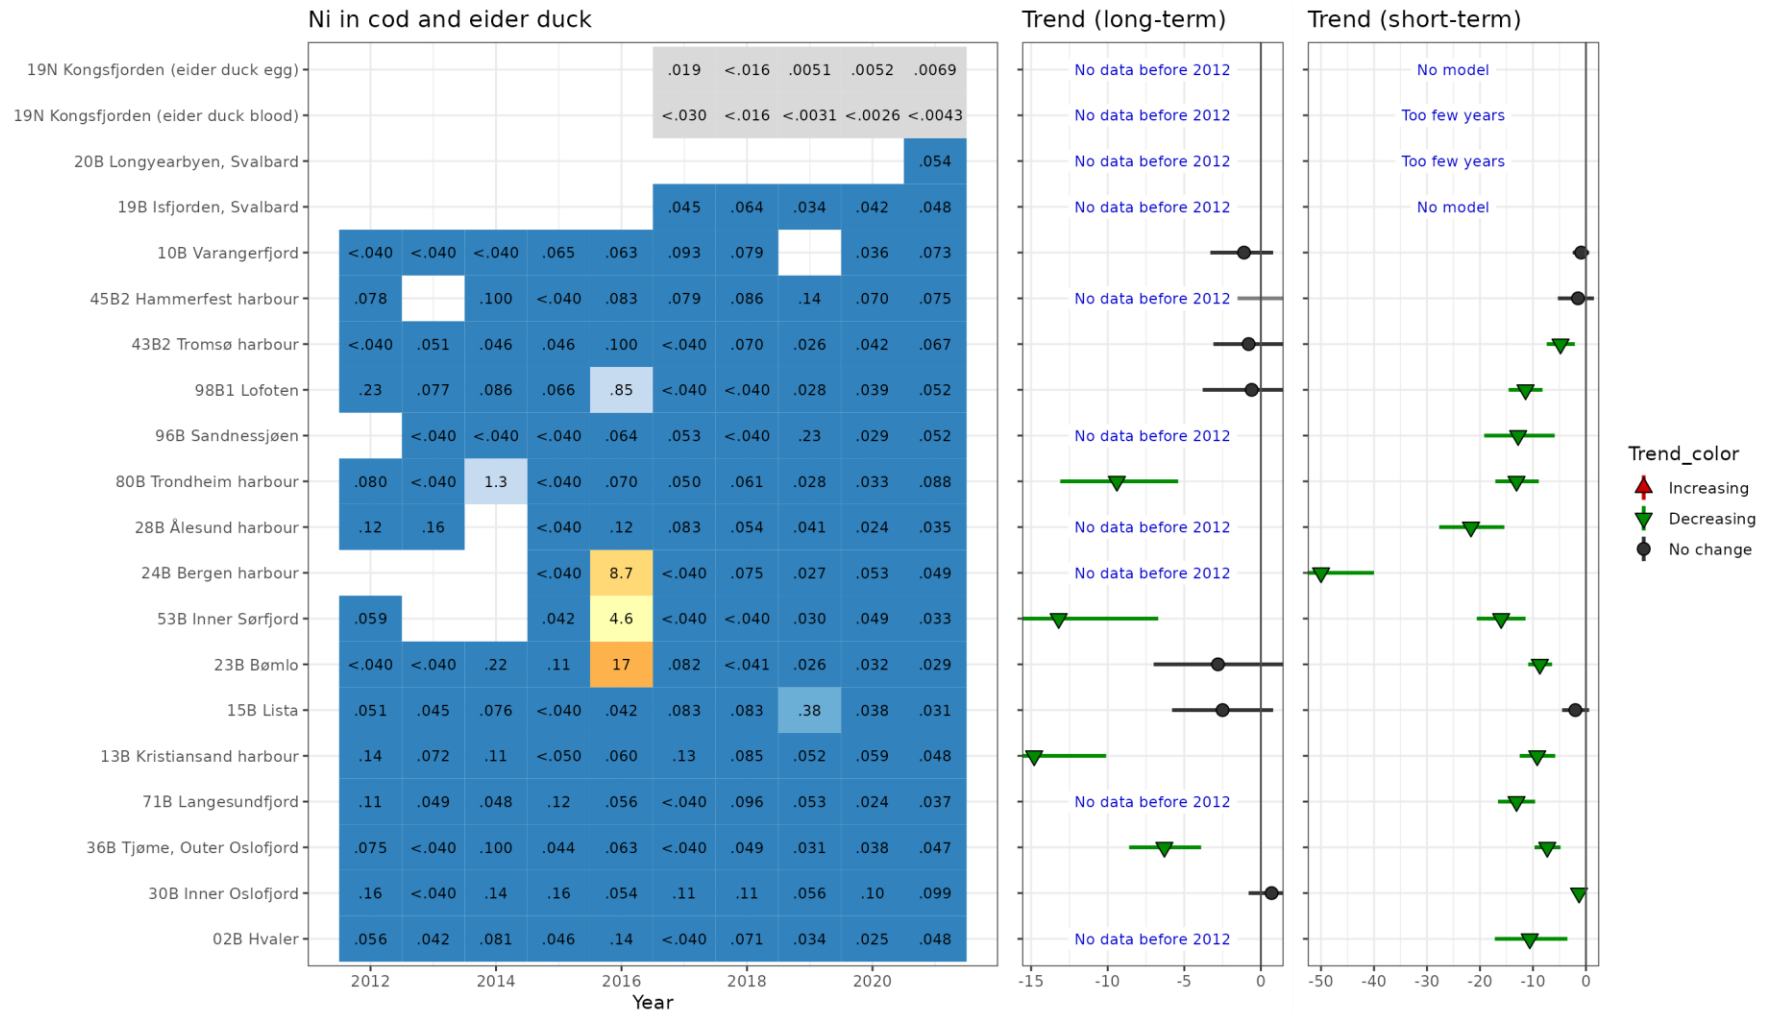 Ni in cod and eider duck
Trend (long-term)
Trend (short-term)
19N Kongsfjorden (eider duck egg) .019 <.016 .0051 .0052 .0069 No data before 2012 No model
19N Kongsfjorden (eider duck blood) <.030 <.016 <.0031 <.0026 <.0043 No data before 2012 Too few years
20B Longyearbyen, Svalbard .054 No data before 2012 Too few years
19B Isfjorden, Svalbard .045 .064 .034 .042 .048 No data before 2012 No model
10B Varangerfjord <.040 <.040 <.040 .065 .063 .093 .079 .036 .073
45B2 Hammerfest harbour .078 .100 <.040 .083 .079 .086 .14 .070 .075 No data before 2012
43B2 Tromsø harbour <.040 .051 .046 .046 .100 <.040 .070 .026 .042 .067
98B1 Lofoten .23 .077 .086 .066 .85 <.040 <.040 .028 .039 .052
96B Sandnessjøen <.040 <.040 <.040 .064 .053 <.040 .23 .029 .052 No data before 2012
80B Trondheim harbour .080 <.040 1.3 <.040 .070 .050 .061 .028 .033 .088
28B Ålesund harbour .12 .16 <.040 .12 .083 .054 .041 .024 .035 No data before 2012
24B Bergen harbour <.040 8.7 <.040 .075 .027 .053 .049 No data before 2012
53B Inner Sørfjord .059 .042 4.6 <.040 <.040 .030 .049 .033
23B Bømlo <.040 <.040 .22 .11 17 .082 <.041 .026 .032 .029
15B Lista .051 .045 .076 <.040 .042 .083 .083 .38 .038 .031
13B Kristiansand harbour .14 .072 .11 <.050 .060 .13 .085 .052 .059 .048
71B Langesundfjord .11 .049 .048 .12 .056 <.040 .096 .053 .024 .037 No data before 2012
36B Tjøme, Outer Oslofjord .075 <.040 .100 .044 .063 <.040 .049 .031 .038 .047
30B Inner Oslofjord .16 <.040 .14 .16 .054 .11 .11 .056 .10 .099
02B Hvaler .056 .042 .081 .046 .14 <.040 .071 .034 .025 .048 No data before 2012
2012 2014 2016 2018 2020
Year
-15 -10 -5 0
-50 -40 -30 -20 -10 0
Trend_color
Increasing
Decreasing
No change